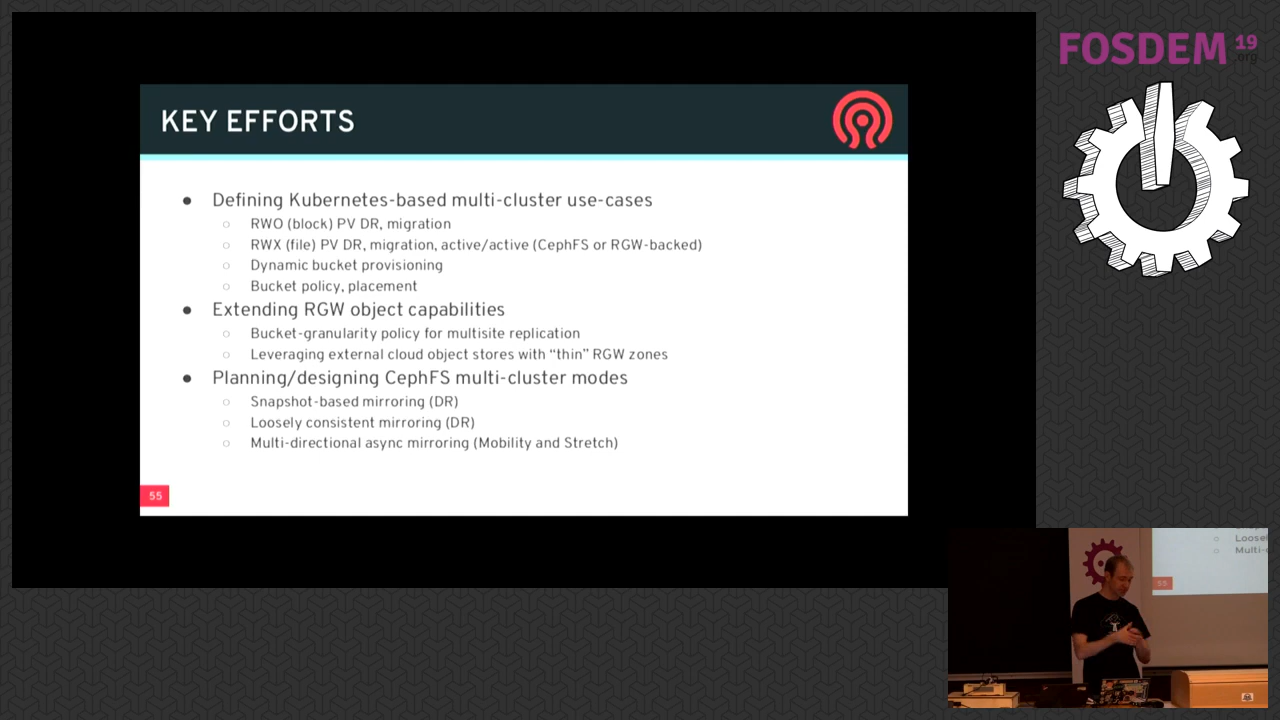 FOSDEM 19
.org
KEY EFFORTS
● Defining Kubernetes-based multi-cluster use-cases
○ RWO (block) PV DR, migration
○ RWX (file) PV DR, migration, active/active (CephFS or RGW-backed)
○ Dynamic bucket provisioning
○ Bucket policy, placement
● Extending RGW object capabilities
○ Bucket-granularity policy for multisite replication
○ Leveraging external cloud object stores with “thin” RGW zones
● Planning/designing CephFS multi-cluster modes
○ Snapshot-based mirroring (DR)
○ Loosely consistent mirroring (DR)
○ Multi-directional async mirroring (Mobility and Stretch)
55
○ Loosel
○ Multi-
55